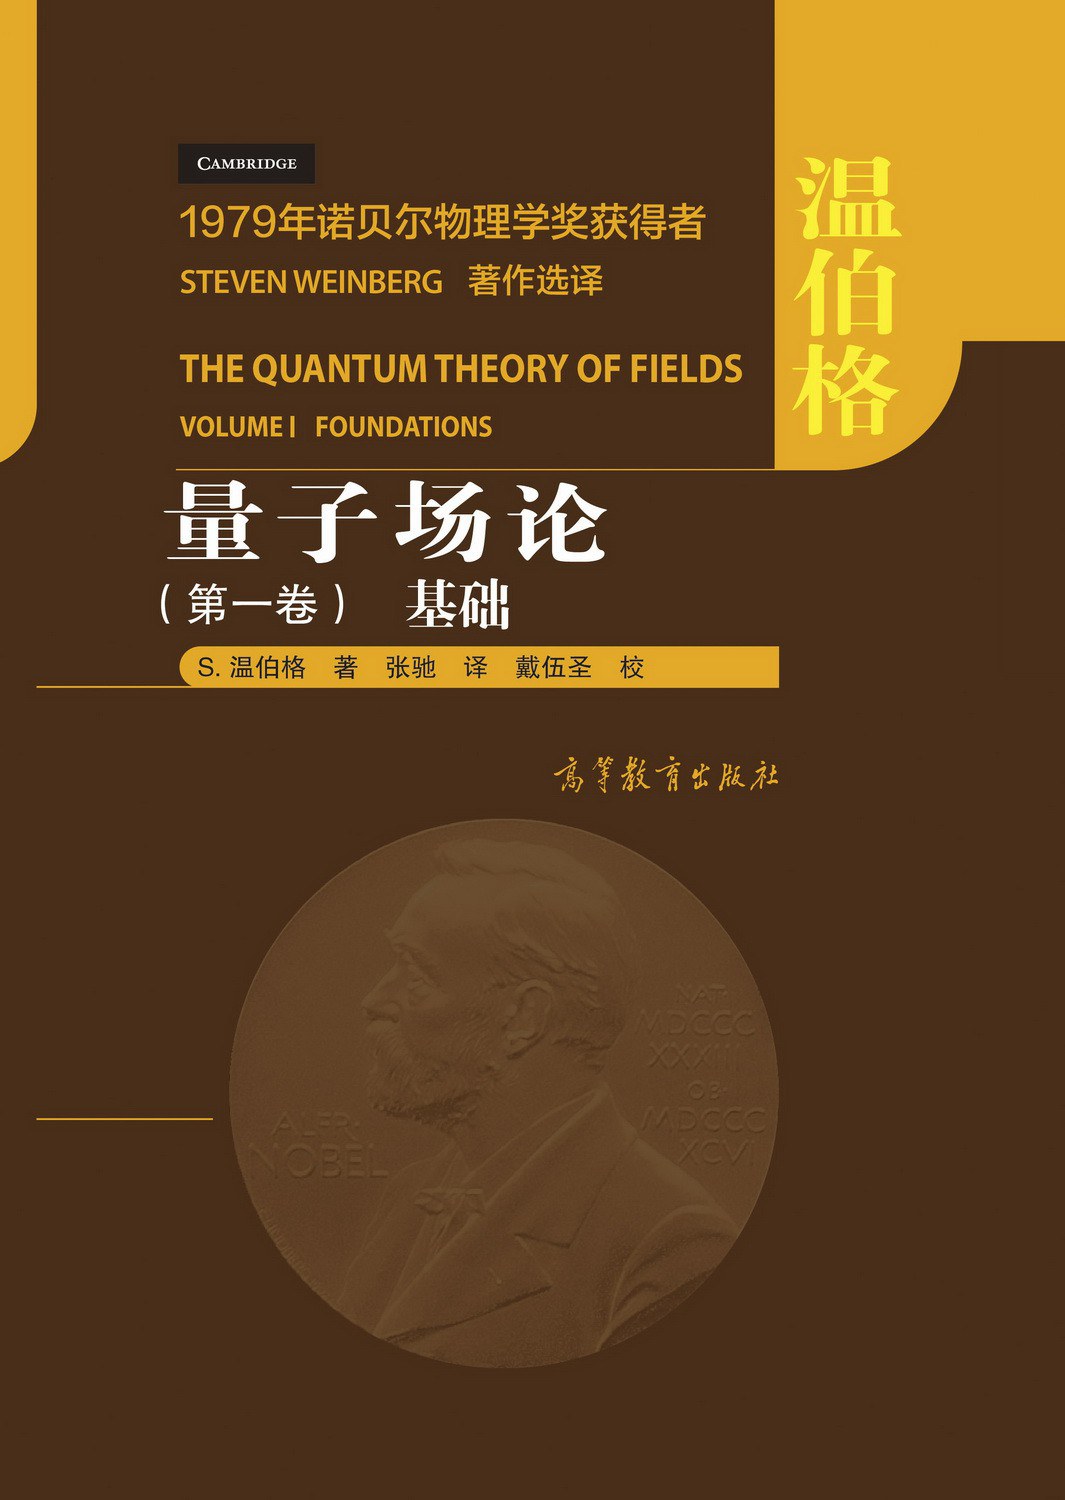 CAMBRIDGE
1979年诺贝尔物理学奖获得者
STEVEN WEINBERG 著作选译
THE QUANTUM THEORY OF FIELDS
VOLUME I FOUNDATIONS
温伯格
量子场论
（第一卷） 基础
S. 温伯格 著 张驰 译 戴伍圣 校
高等教育出版社
NAT.
MDCCC
XXXIII
OB.
MDCCC
XCVI
ALFR.
NOBEL